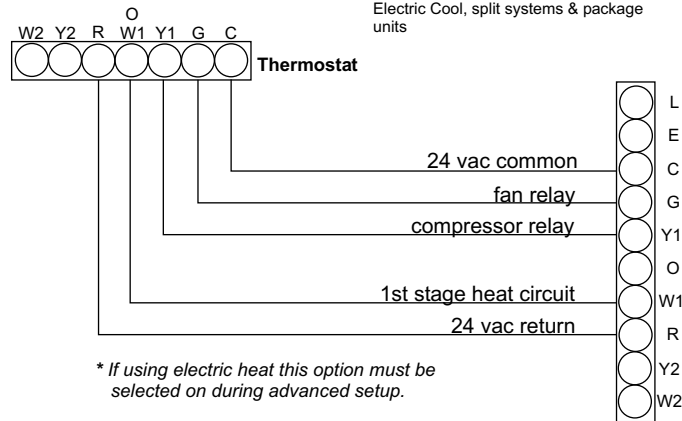 Electric Cool, split systems & package
units
O
W2 Y2 R W1 Y1 G C
Thermostat
L
E
24 vac common C
fan relay G
compressor relay Y1
O
1st stage heat circuit W1
24 vac return R
Y2
W2
* If using electric heat this option must be
selected on during advanced setup.